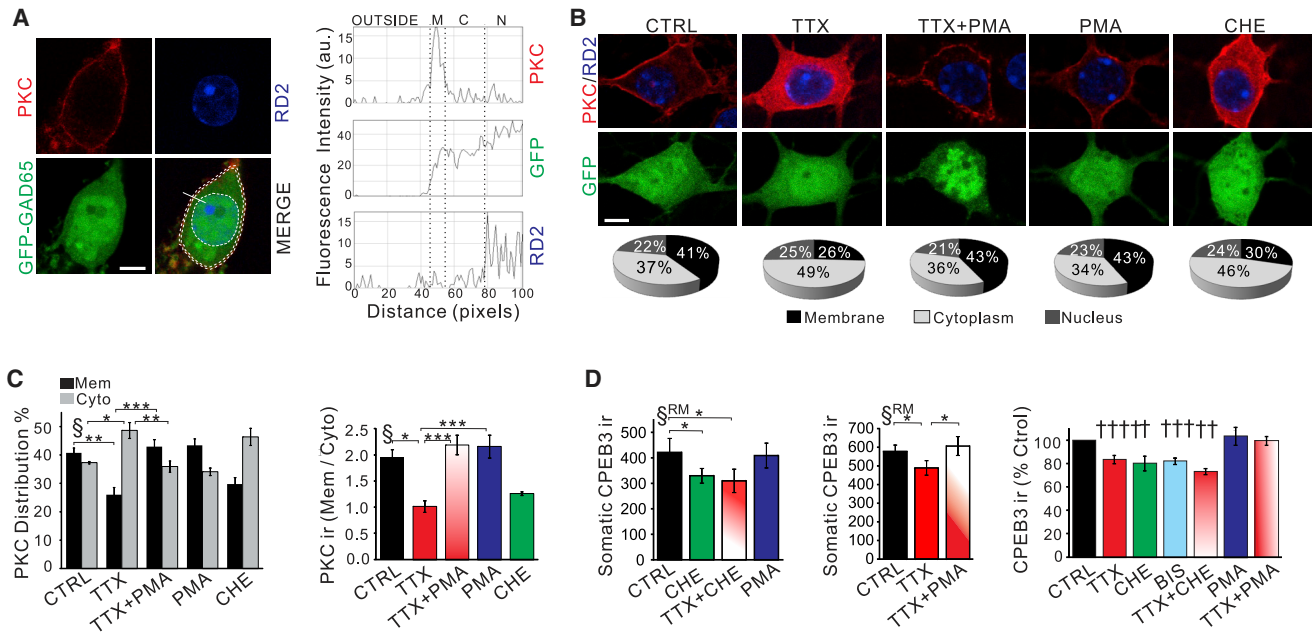 A
PKC
RD2
GFP-GAD65
MERGE
OUTSIDE M C N
Fluorescence Intensity (au.)
15
10
5
0
PKC
40
20
0
GFP
15
10
5
0
RD2
0 20 40 60 80 100
Distance (pixels)
B
CTRL TTX TTX+PMA PMA CHE
PKC/RD2
GFP
22% 41% 37%
25% 26% 49%
21% 43% 36%
23% 43% 34%
24% 30% 46%
Membrane Cytoplasm Nucleus
C
Mem
Cyto
PKC Distribution %
50
40
30
20
10
0
§ ** * *** **
CTRL TTX TTX+PMA PMA CHE
PKC ir (Mem / Cyto)
2.5
2.0
1.5
1.0
0.5
0.0
§ * *** ***
CTRL TTX TTX+PMA PMA CHE
D
Somatic CPEB3 ir
500
400
300
200
100
0
§RM * *
CTRL CHE TTX+CHE PMA
Somatic CPEB3 ir
700
600
500
400
300
200
100
0
§RM * *
CTRL TTX TTX+PMA
CPEB3 ir (% Ctrol)
100
80
60
40
20
0
CTRL TTX CHE BIS TTX+CHE PMA TTX+PMA